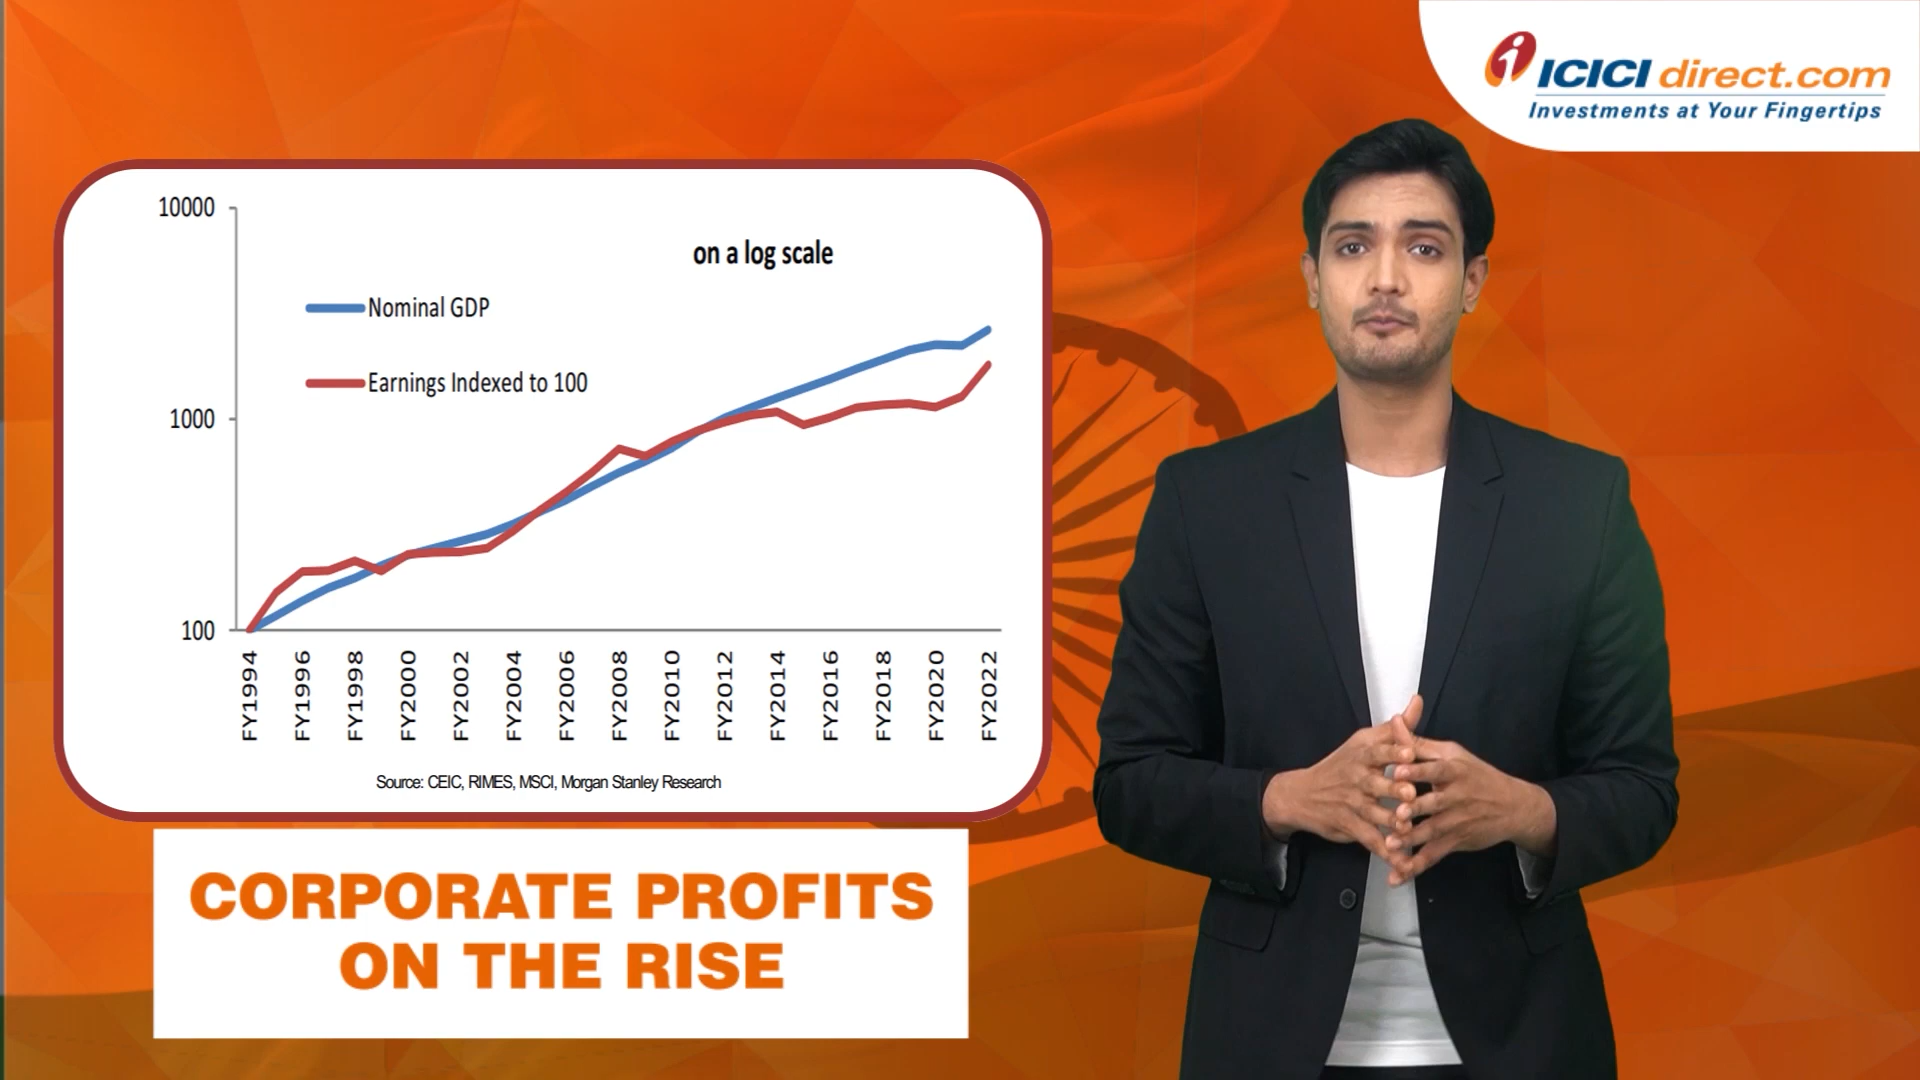 ICICI direct.com
Investments at Your Fingertips
10000
1000
100
on a log scale
Nominal GDP
Earnings Indexed to 100
FY1994
FY1996
FY1998
FY2000
FY2002
FY2004
FY2006
FY2008
FY2010
FY2012
FY2014
FY2016
FY2018
FY2020
FY2022
Source: CEIC, RIMES, MSCI, Morgan Stanley Research
CORPORATE PROFITS
ON THE RISE